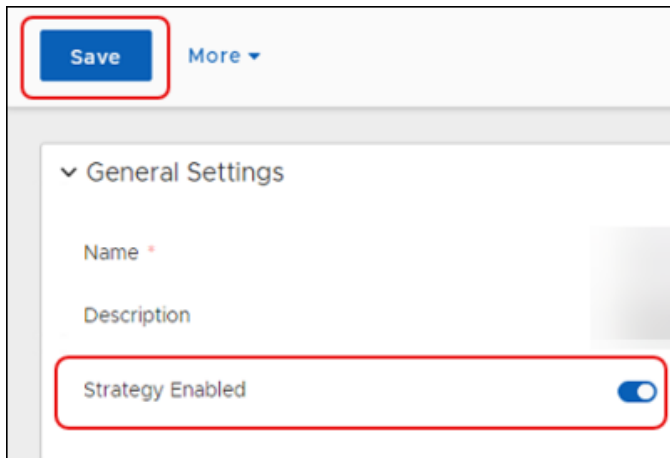 Save More
General Settings
Name *
Description
Strategy Enabled